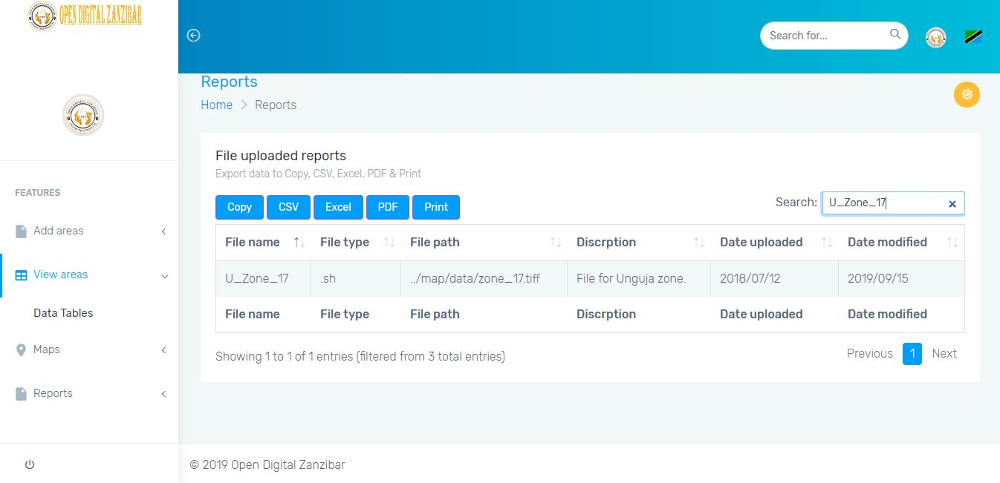 OPEN DIGITAL ZANZIBAR
Search for...
Reports
Home > Reports
FEATURES
Add areas
View areas
Data Tables
Maps
Reports
File uploaded reports
Export data to Copy, CSV, Excel, PDF & Print
Copy CSV Excel PDF Print
Search: U_Zone_17
File name File type File path Discrption Date uploaded Date modified
U_Zone_17 .sh ../map/data/zone_17.tiff File for Unguja zone. 2018/07/12 2019/09/15
File name File type File path Discrption Date uploaded Date modified
Showing 1 to 1 of 1 entries (filtered from 3 total entries)
Previous 1 Next
© 2019 Open Digital Zanzibar